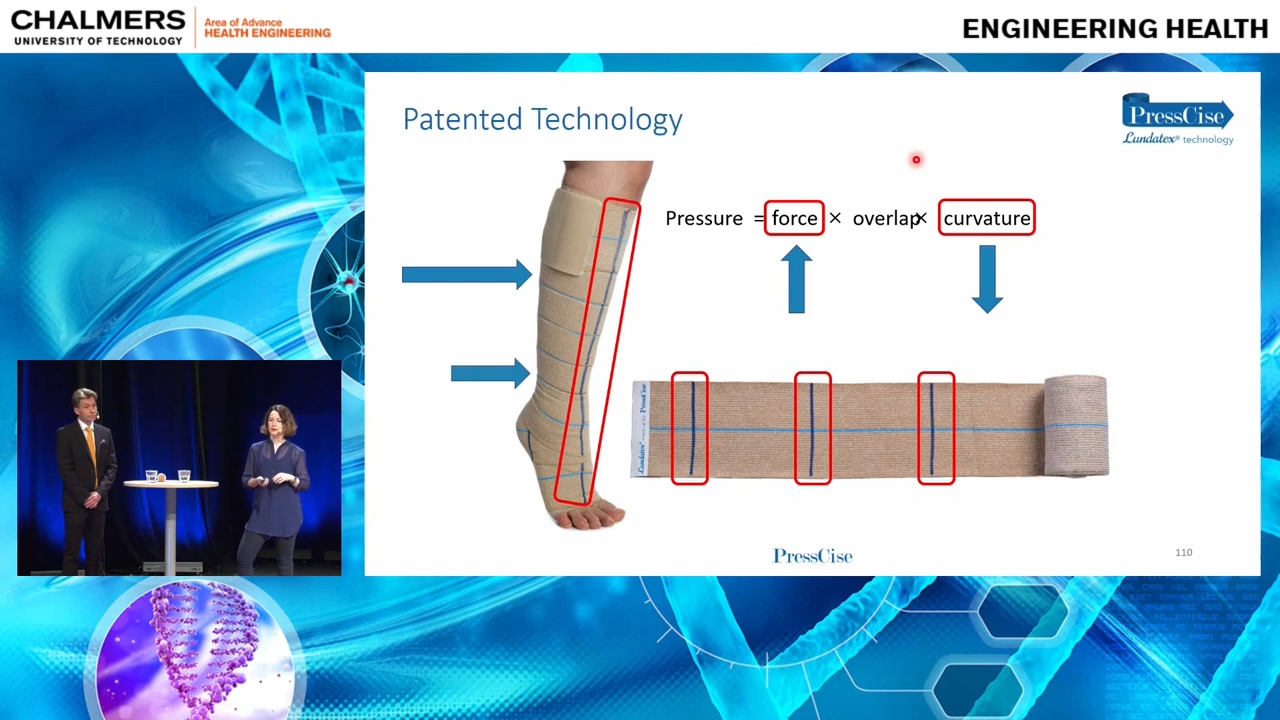 CHALMERS
UNIVERSITY OF TECHNOLOGY
Area of Advance
HEALTH ENGINEERING
ENGINEERING HEALTH
Patented Technology
PressCise
Lundatex® technology
Pressure = force × overlap× curvature
PressCise
110